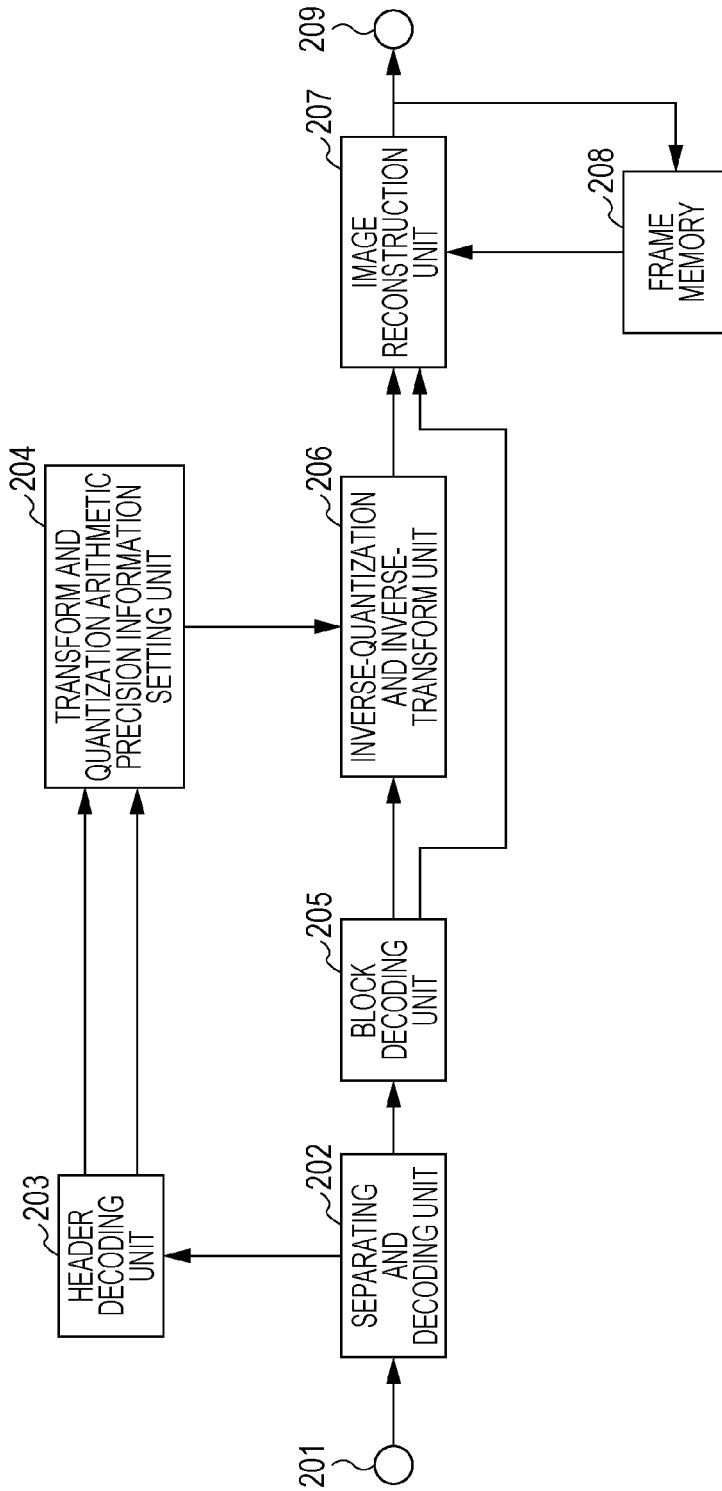 201
202
SEPARATING
AND
DECODING UNIT
203
HEADER
DECODING
UNIT
204
TRANSFORM AND
QUANTIZATION ARITHMETIC
PRECISION INFORMATION
SETTING UNIT
205
BLOCK
DECODING
UNIT
206
INVERSE-QUANTIZATION
AND INVERSE-
TRANSFORM UNIT
207
IMAGE
RECONSTRUCTION
UNIT
208
FRAME
MEMORY
209